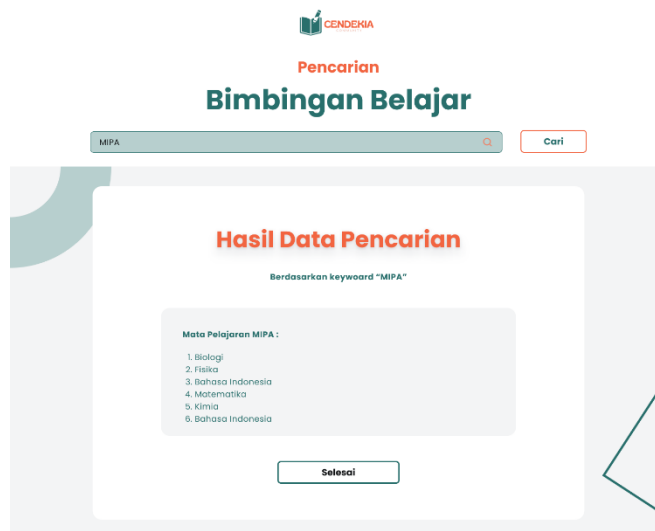 CENDEKIA
Pencarian
Bimbingan Belajar
MIPA
Cari
Hasil Data Pencarian
Berdasarkan keywoard “MIPA”
Mata Pelajaran MIPA :
1. Biologi
2. Fisika
3. Bahasa Indonesia
4. Matematika
5. Kimia
6. Bahasa Indonesia
Selesai